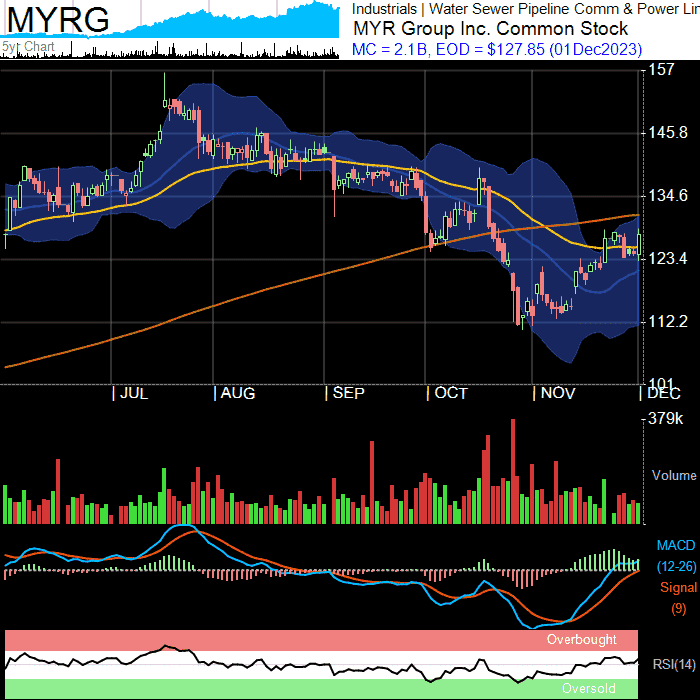 MYRG
5yr Chart
Industrials | Water Sewer Pipeline Comm & Power Lin
MYR Group Inc. Common Stock
MC = 2.1B, EOD = $127.85 (01Dec2023)
157
145.8
134.6
123.4
112.2
101
| JUL | AUG | SEP | OCT | NOV | DEC
379k
Volume
MACD
(12-26)
Signal
(9)
Overbought
RSI(14)
Oversold